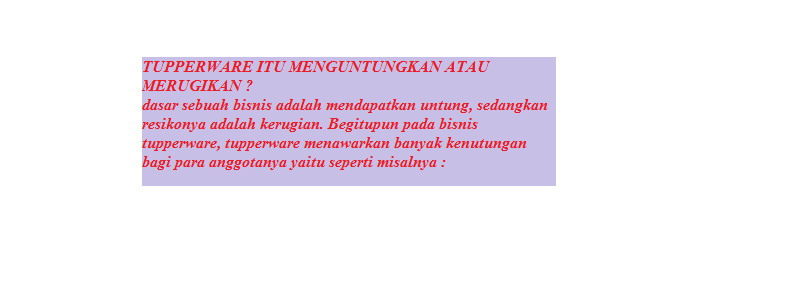 TUPPERWARE ITU MENGUNTUNGKAN ATAU
MERUGIKAN ?
dasar sebuah bisnis adalah mendapatkan untung, sedangkan
resikonya adalah kerugian. Begitupun pada bisnis
tupperware, tupperware menawarkan banyak kenutungan
bagi para anggotanya yaitu seperti misalnya :